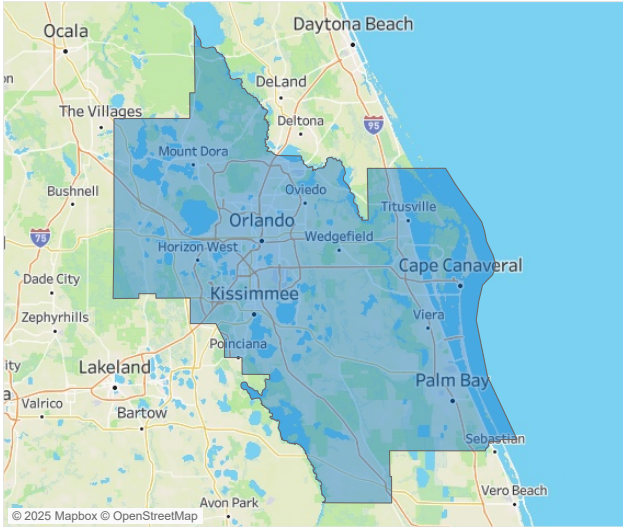 Daytona Beach
Ocala
DeLand
The Villages
Deltona
95
Mount Dora
Bushnell
Oviedo
Titusville
Orlando
75
Wedgefield
Horizon West
Cape Canaveral
Dade City
Kissimmee
Zephyrhills
Viera
Poinciana
Lakeland
Palm Bay
Valrico
Bartow
Sebastian
Vero Beach
Avon Park
© 2025 Mapbox © OpenStreetMap